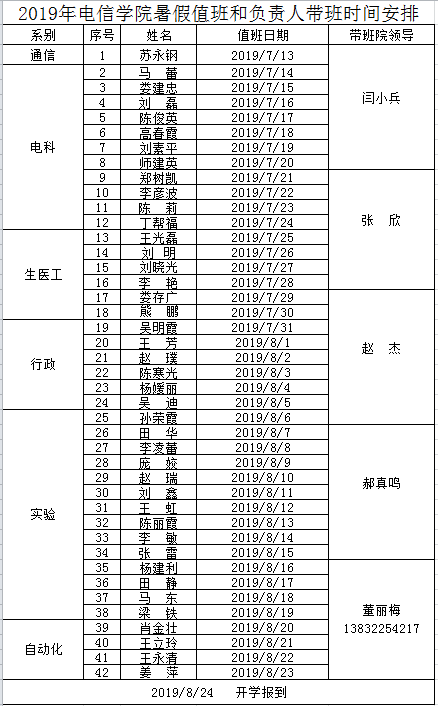 2019年电信学院暑假值班和负责人带班时间安排
系别 序号 姓名 值班日期 带班院领导
通信 1 苏永钢 2019/7/13 闫小兵
电科 2 马 蕾 2019/7/14
3 娄建忠 2019/7/15
4 刘 磊 2019/7/16
5 陈俊英 2019/7/17
6 高春霞 2019/7/18
7 刘素平 2019/7/19
8 师建英 2019/7/20
9 郑树凯 2019/7/21 张 欣
10 李彦波 2019/7/22
11 陈 莉 2019/7/23
12 丁帮福 2019/7/24
生医工 13 王光磊 2019/7/25
14 刘 明 2019/7/26
15 刘晓光 2019/7/27
16 李 艳 2019/7/28
17 娄存广 2019/7/29 赵 杰
18 熊 鹏 2019/7/30
行政 19 吴明霞 2019/7/31
20 王 芳 2019/8/1
21 赵 璞 2019/8/2
22 陈寒光 2019/8/3
23 杨媛丽 2019/8/4
24 吴 迪 2019/8/5
实验 25 孙荣霞 2019/8/6
26 田 华 2019/8/7 郝真鸣
27 李凌蕾 2019/8/8
28 庞 姣 2019/8/9
29 赵 瑞 2019/8/10
30 刘 鑫 2019/8/11
31 王 虹 2019/8/12
32 陈丽霞 2019/8/13
33 李 敏 2019/8/14
34 张 雷 2019/8/15
35 杨建利 2019/8/16 董丽梅
13832254217
36 田 静 2019/8/17
37 马 东 2019/8/18
38 梁 铁 2019/8/19
自动化 39 肖金壮 2019/8/20
40 王立玲 2019/8/21
41 王永清 2019/8/22
42 姜 萍 2019/8/23
2019/8/24 开学报到